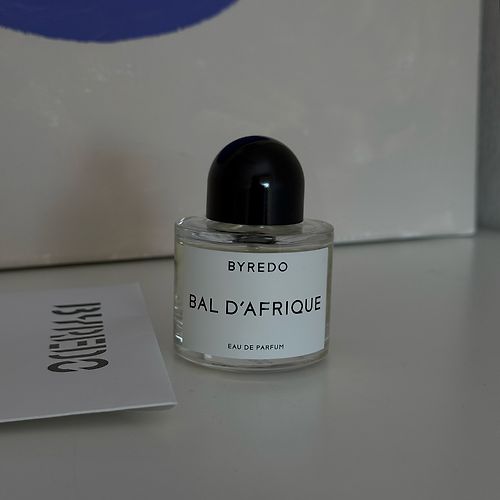 BYREDO
BAL D'AFRIQUE
EAU DE PARFUM